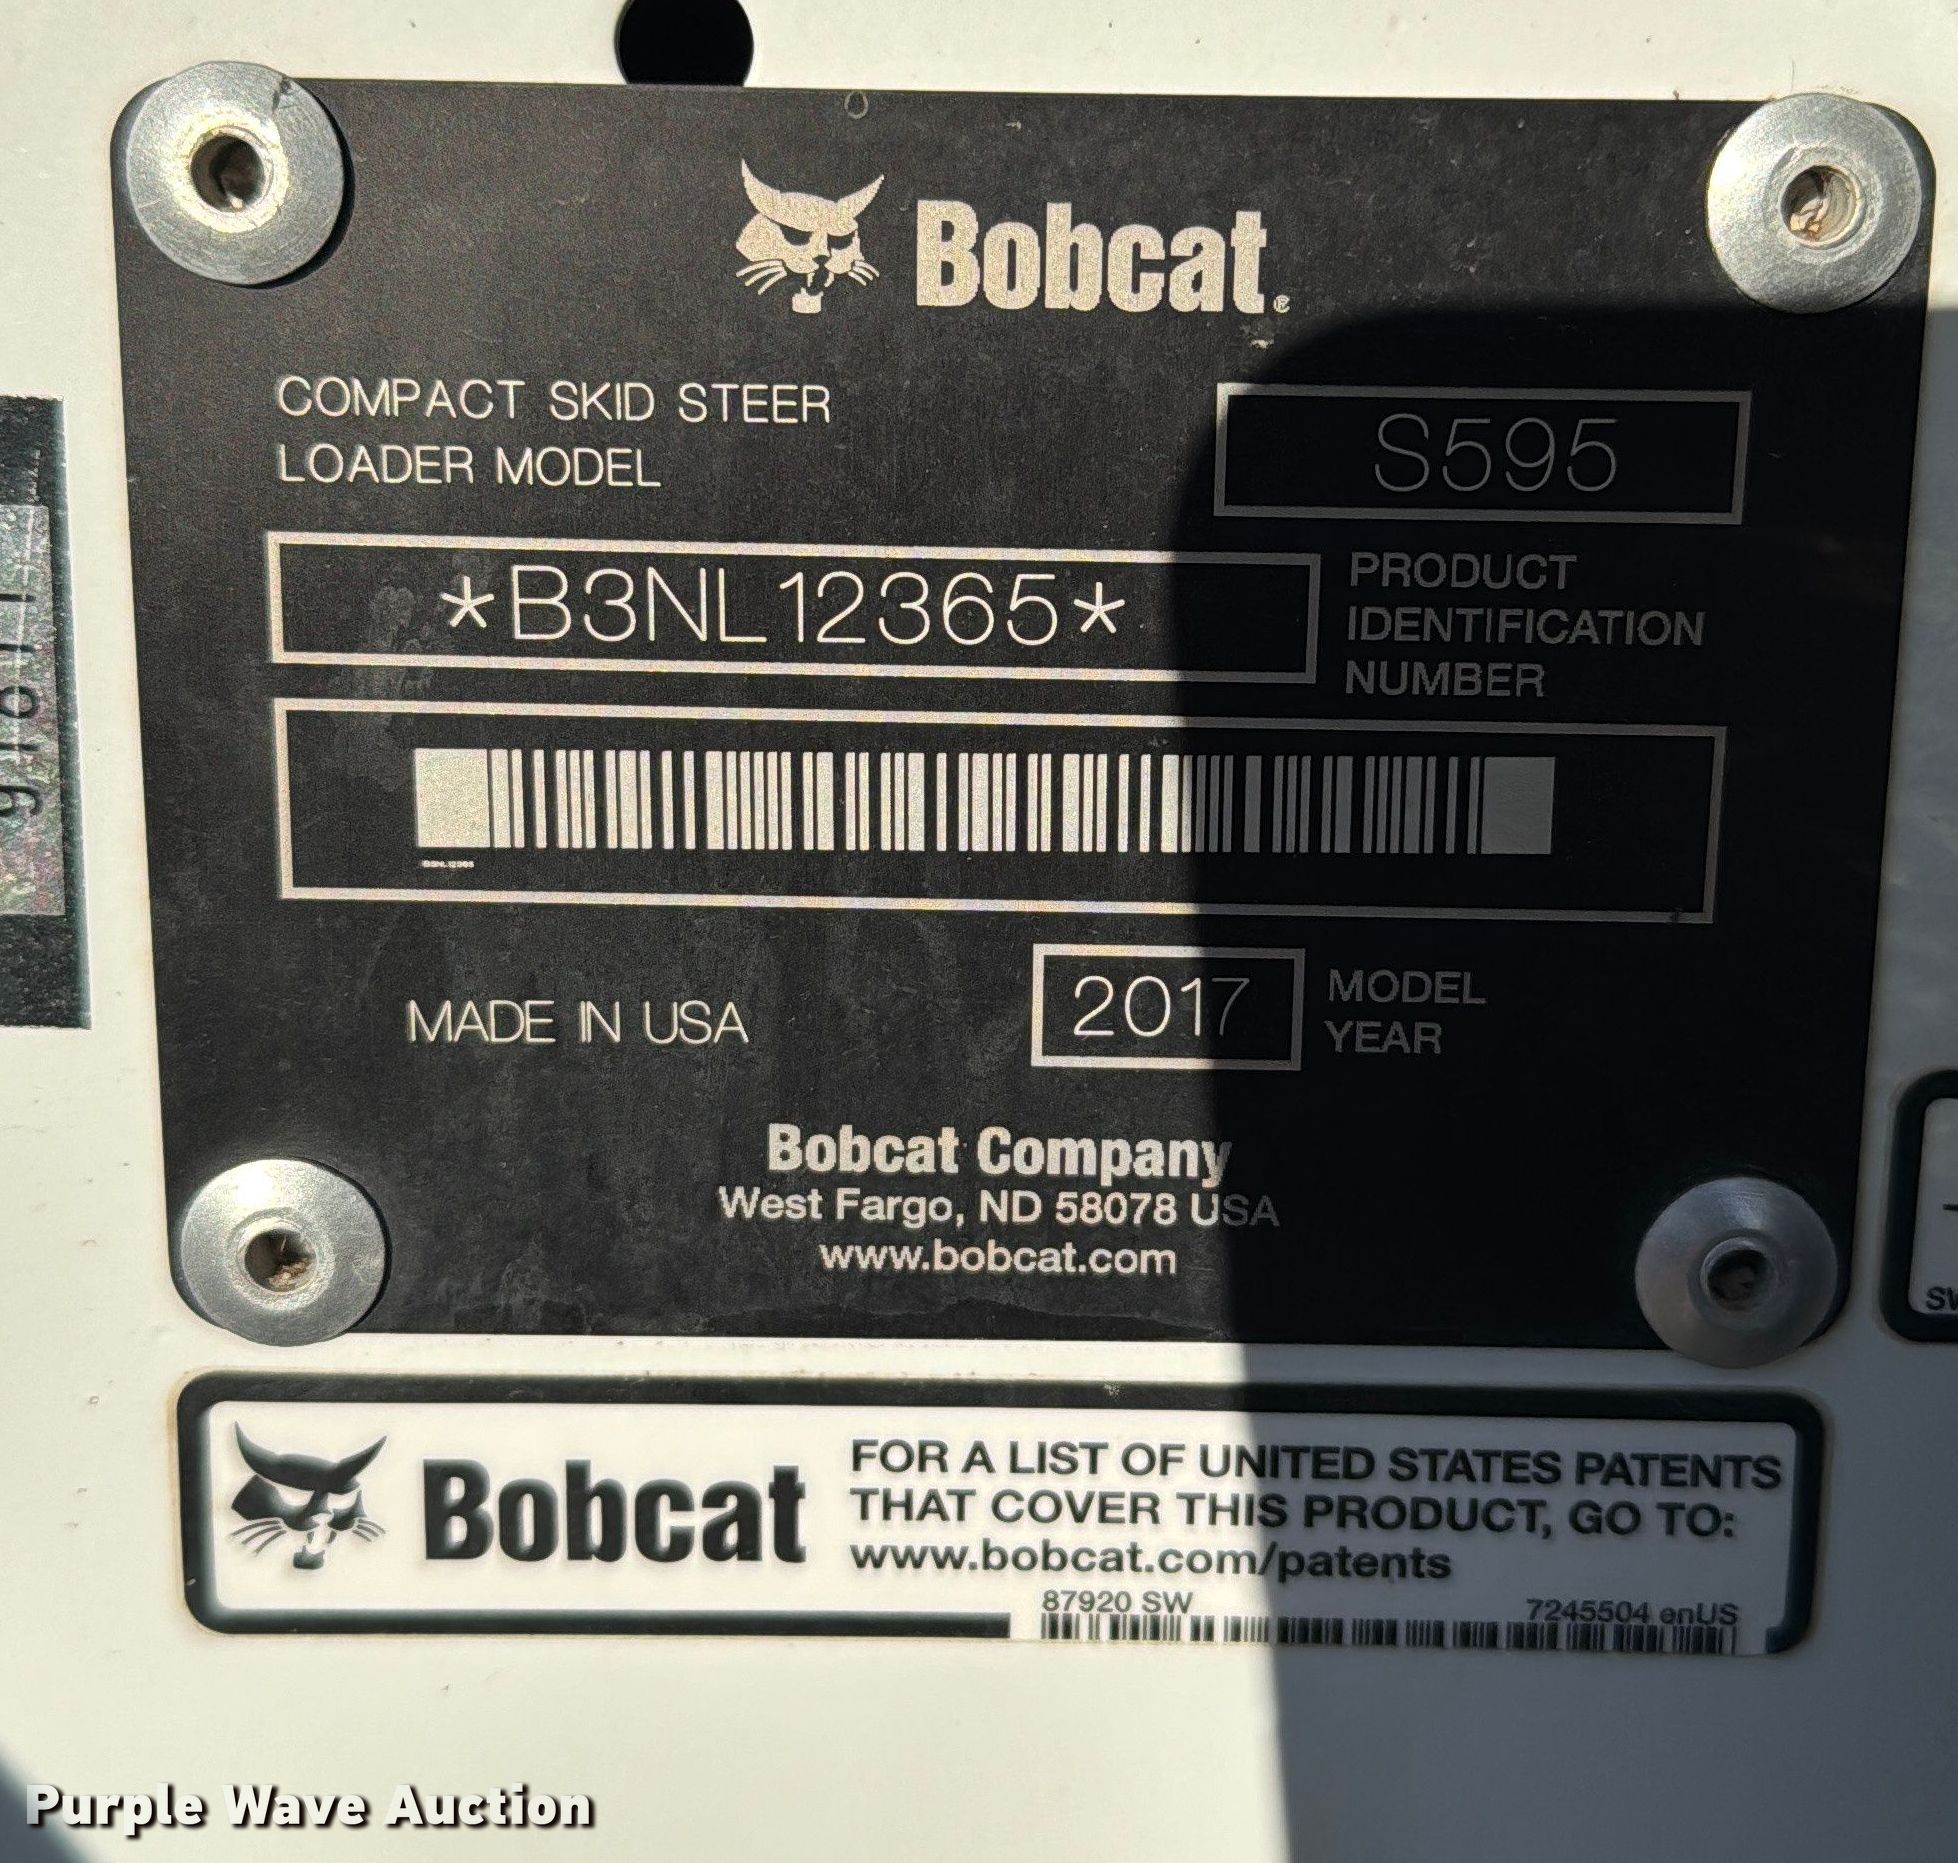 Bobcat®
COMPACT SKID STEER
LOADER MODEL
S595
*B3NL12365*
PRODUCT
IDENTIFICATION
NUMBER
B3NL12365
MADE IN USA
2017
MODEL
YEAR
Bobcat Company
West Fargo, ND 58078 USA
www.bobcat.com
Bobcat
FOR A LIST OF UNITED STATES PATENTS
THAT COVER THIS PRODUCT, GO TO:
www.bobcat.com/patents
87920 SW
7245504 enUS
Purple Wave Auction